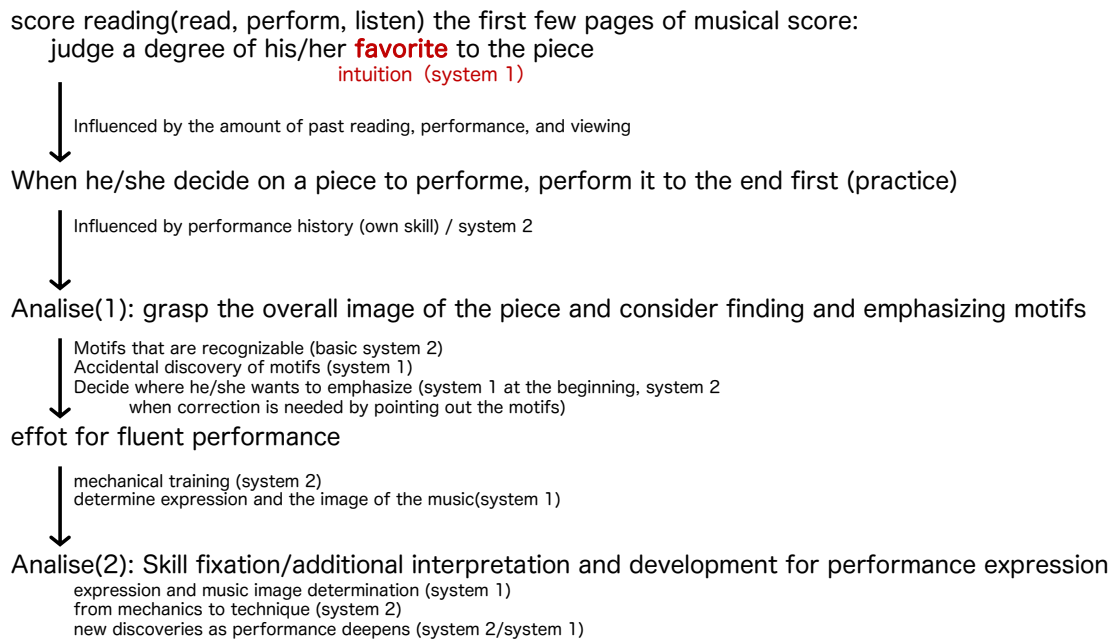 score reading(read, perform, listen) the first few pages of musical score:
judge a degree of his/her favorite to the piece
intuition (system 1)
Influenced by the amount of past reading, performance, and viewing
When he/she decide on a piece to performe, perform it to the end first (practice)
Influenced by performance history (own skill) / system 2
Analise(1): grasp the overall image of the piece and consider finding and emphasizing motifs
Motifs that are recognizable (basic system 2)
Accidental discovery of motifs (system 1)
Decide where he/she wants to emphasize (system 1 at the beginning, system 2
when correction is needed by pointing out the motifs)
effot for fluent performance
mechanical training (system 2)
determine expression and the image of the music(system 1)
Analise(2): Skill fixation/additional interpretation and development for performance expression
expression and music image determination (system 1)
from mechanics to technique (system 2)
new discoveries as performance deepens (system 2/system 1)